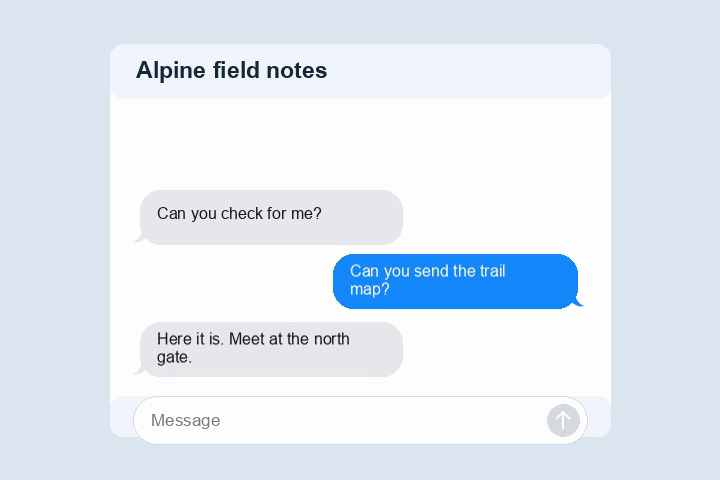 Alpine field notes
Can you check for me?
Can you send the trail
map?
Here it is. Meet at the north
gate.
Message